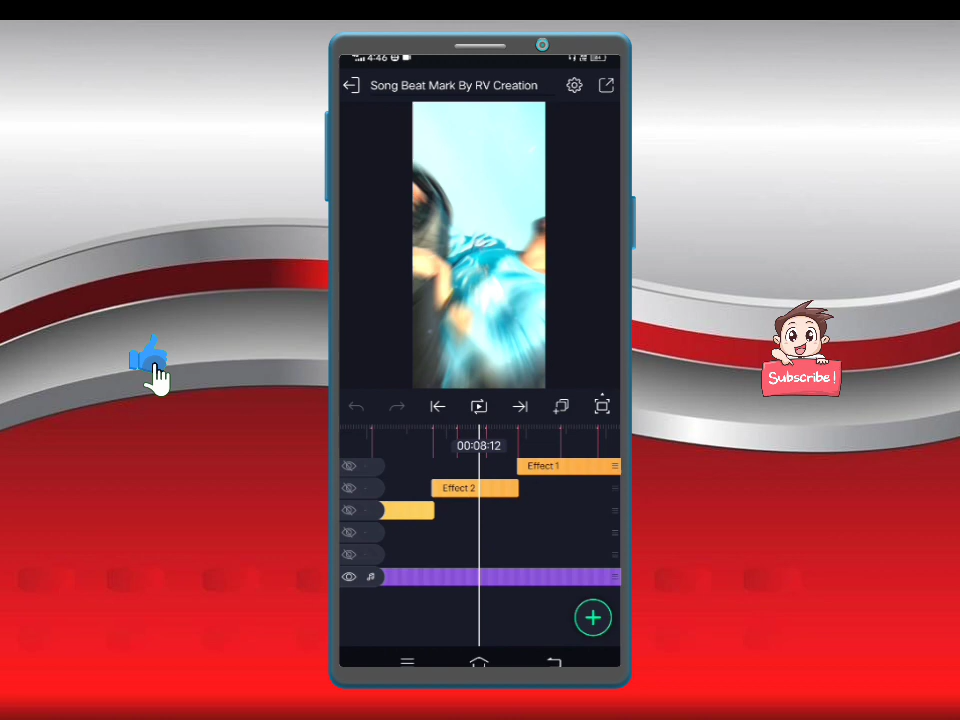 4:46
Song Beat Mark By RV Creation
00:08:12
Effect 1
Effect 2
Subscribe!